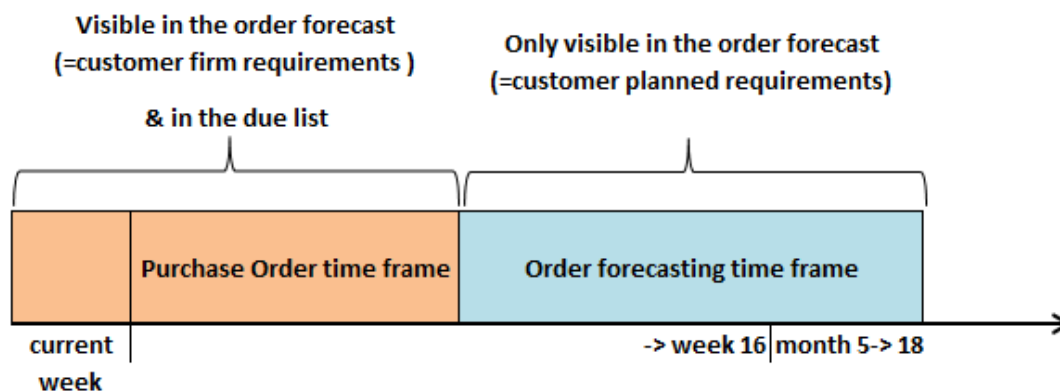 Visible in the order forecast
(=customer firm requirements )
& in the due list
Only visible in the order forecast
(=customer planned requirements)
Purchase Order time frame
Order forecasting time frame
current
week
-> week 16
month 5-> 18